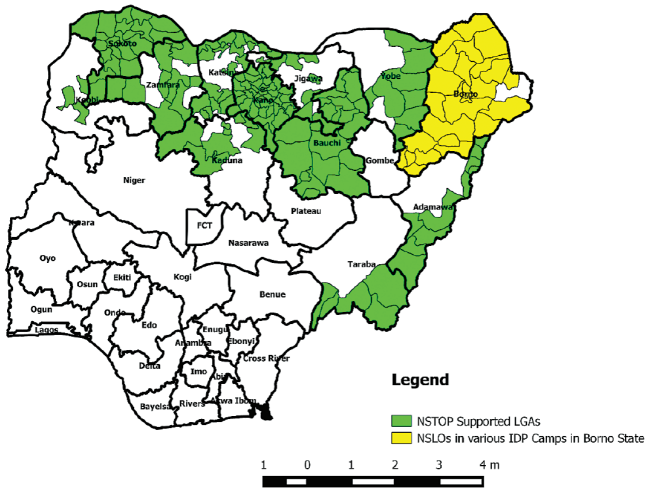 Sokoto
Katsina
Jigawa
Yobe
Borno
Zamfara
Kebbi
Kano
Bauchi
Kaduna
Gombe
Niger
Adamawa
Plateau
FCT
Kwara
Nasarawa
Oyo
Taraba
Kogi
Ekiti
Osun
Benue
Ogun
Ondo
Edo
Lagos
Enugu
Anambra
Ebonyi
Cross River
Delta
Imo
Abia
Bayelsa
Rivers
Akwa Ibom
Legend
NSTOP Supported LGAs
NSLOs in various IDP Camps in Borno State
1 0 1 2 3 4 m